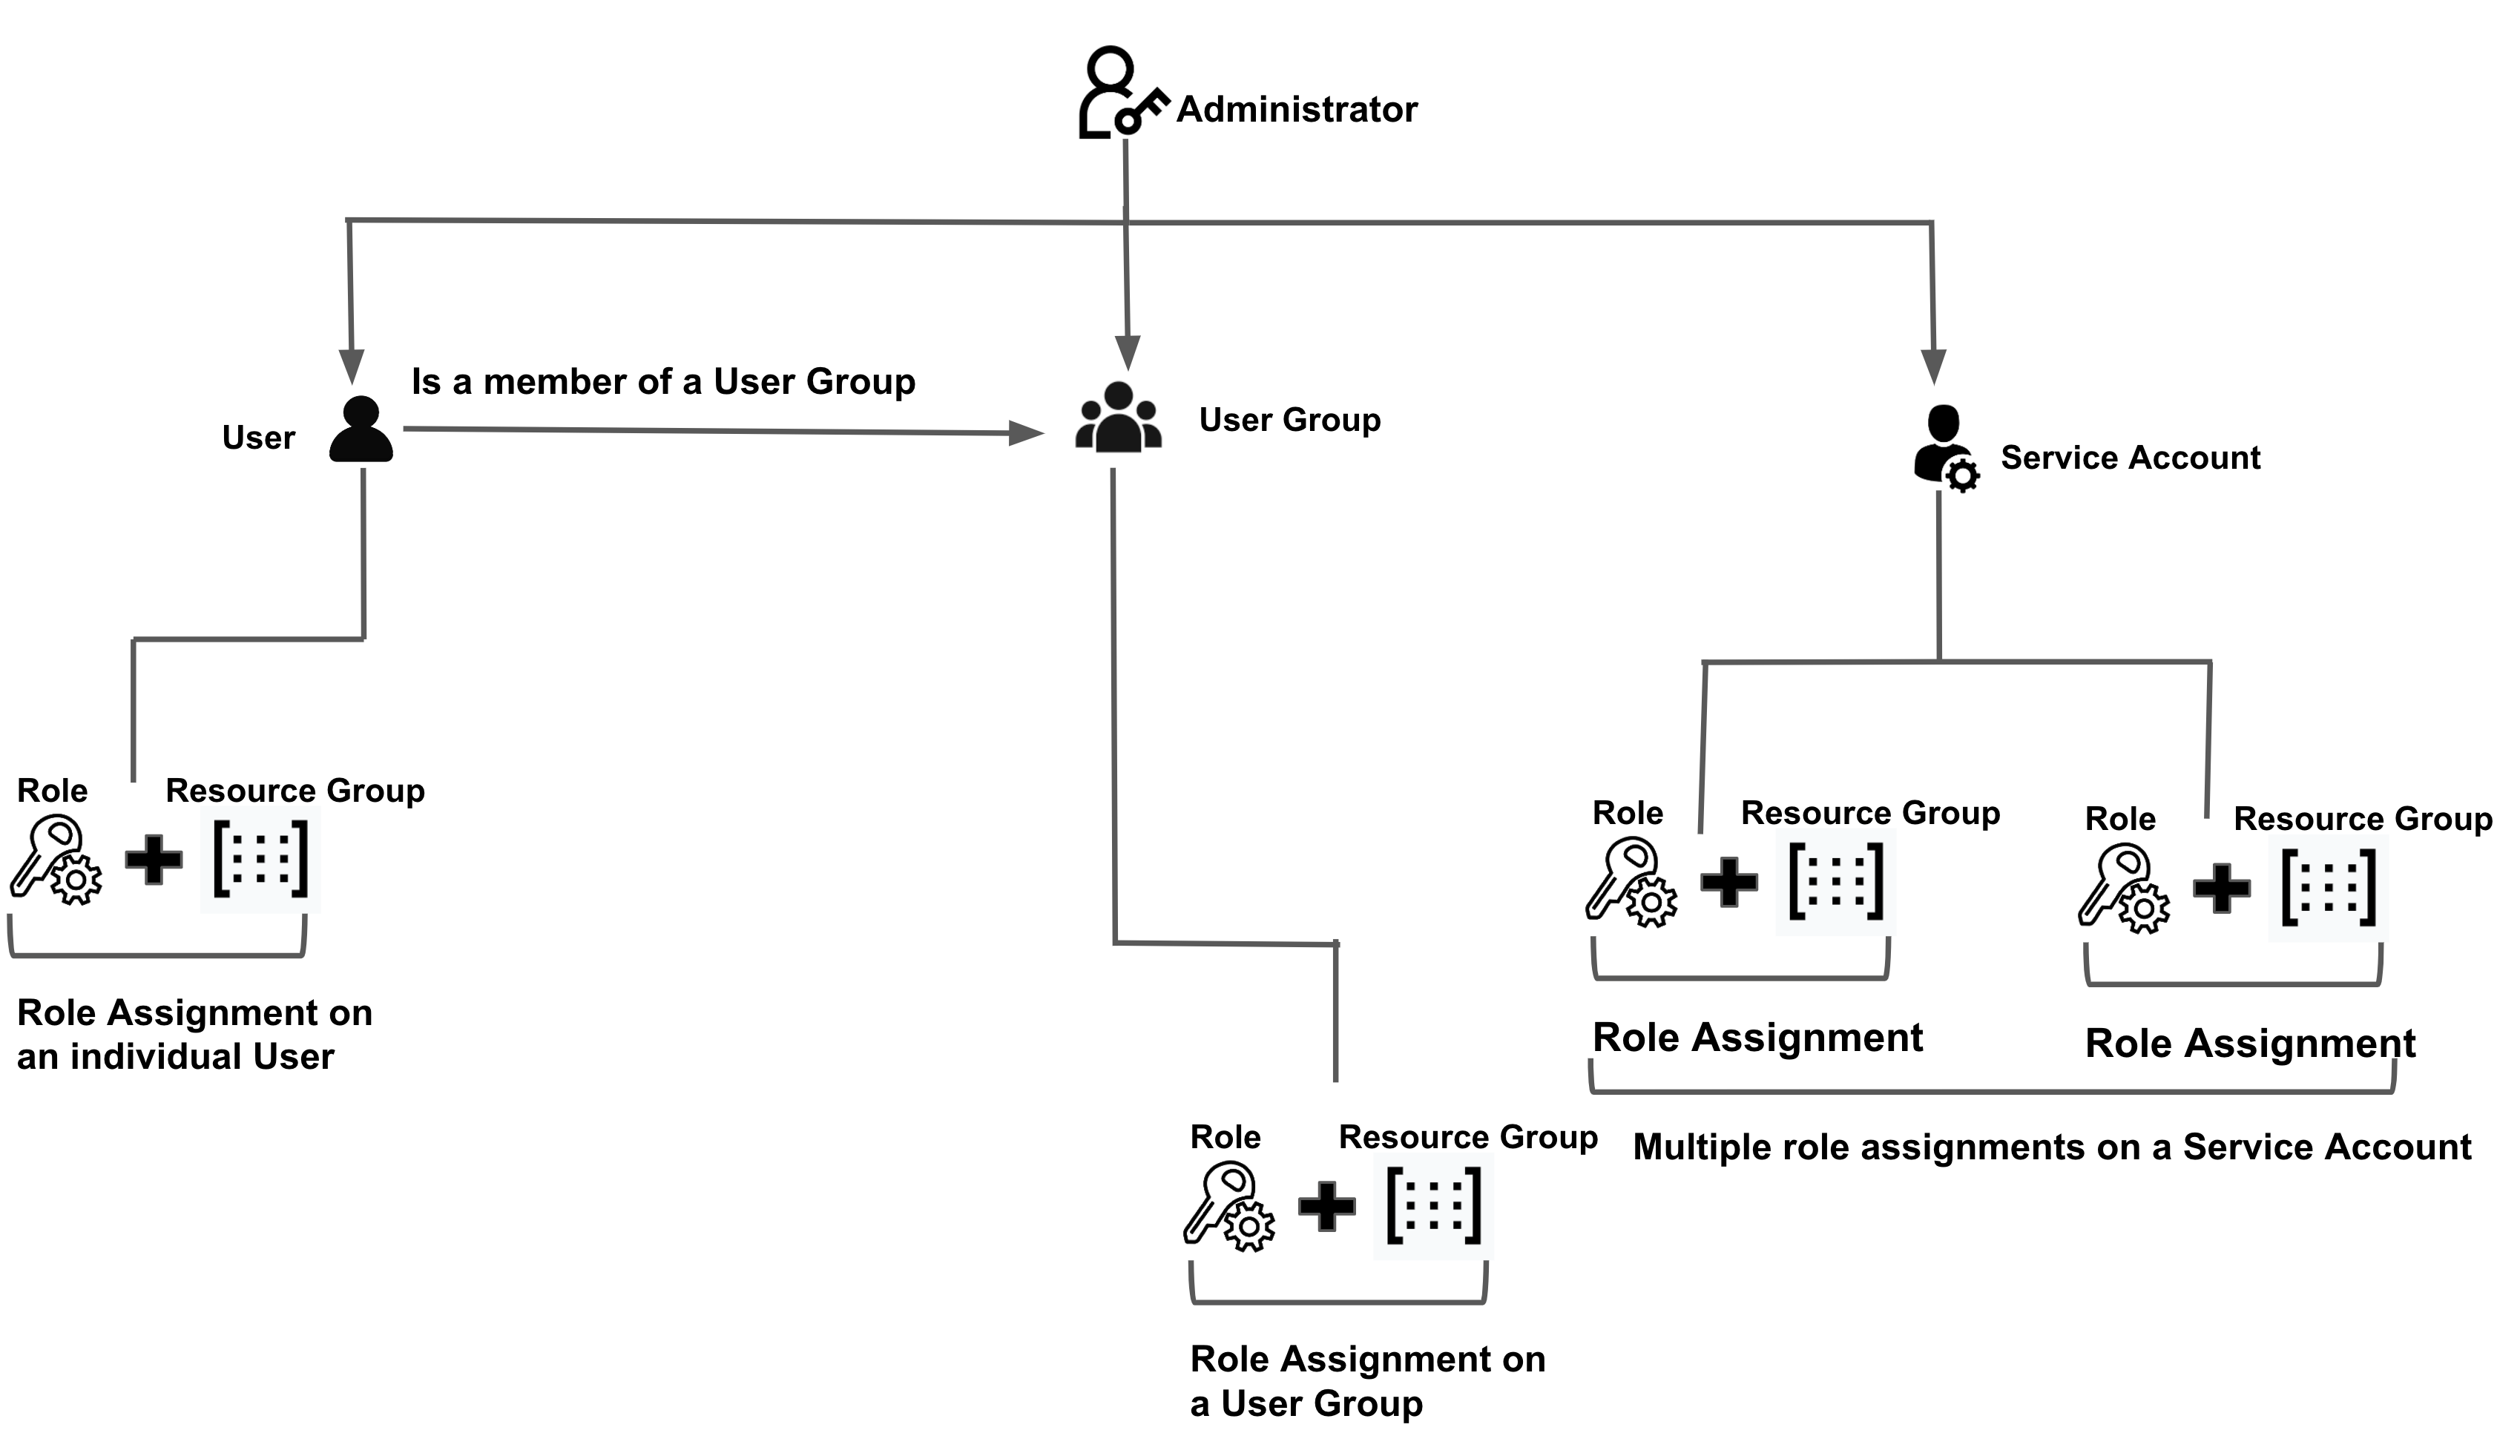 Administrator
Is a member of a User Group
User
User Group
Service Account
Role
Resource Group
Role Assignment on
an individual User
Role
Resource Group
Role Assignment
Role
Resource Group
Role Assignment
Multiple role assignments on a Service Account
Role
Resource Group
Role Assignment on
a User Group